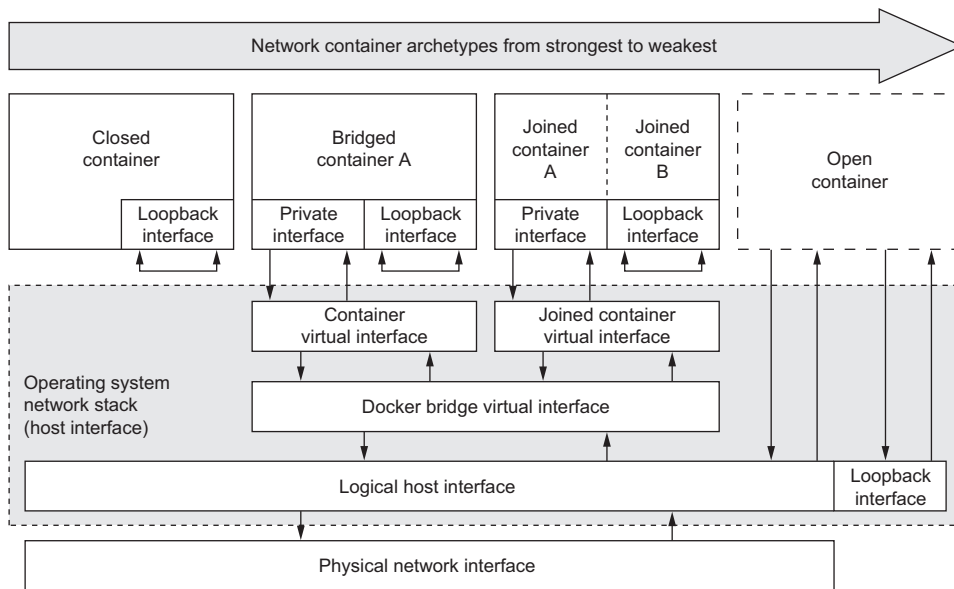 Network container archetypes from strongest to weakest
Closed
container
Loopback
interface
Bridged
container A
Private
interface
Loopback
interface
Joined
container
A
Joined
container
B
Private
interface
Loopback
interface
Open
container
Container
virtual interface
Joined container
virtual interface
Operating system
network stack
(host interface)
Docker bridge virtual interface
Logical host interface
Loopback
interface
Physical network interface